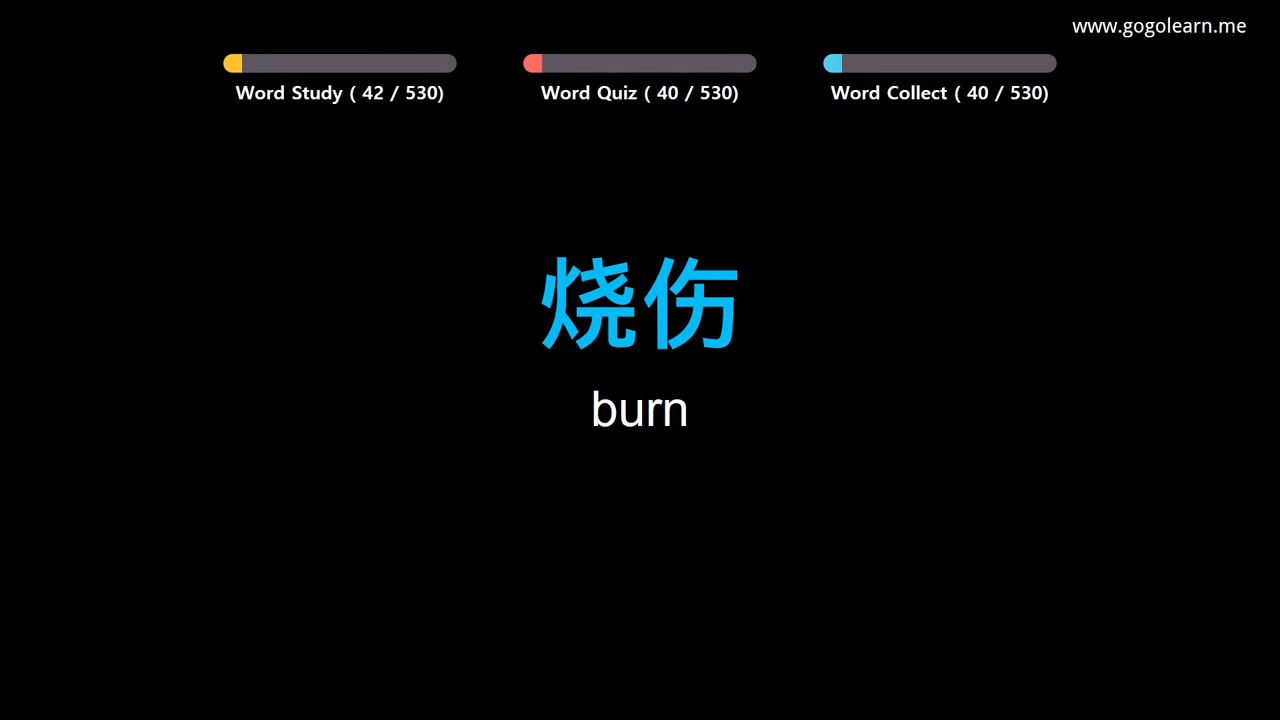 www.gogolearn.me
Word Study ( 42 / 530)
Word Quiz ( 40 / 530)
Word Collect ( 40 / 530)
烧伤
burn